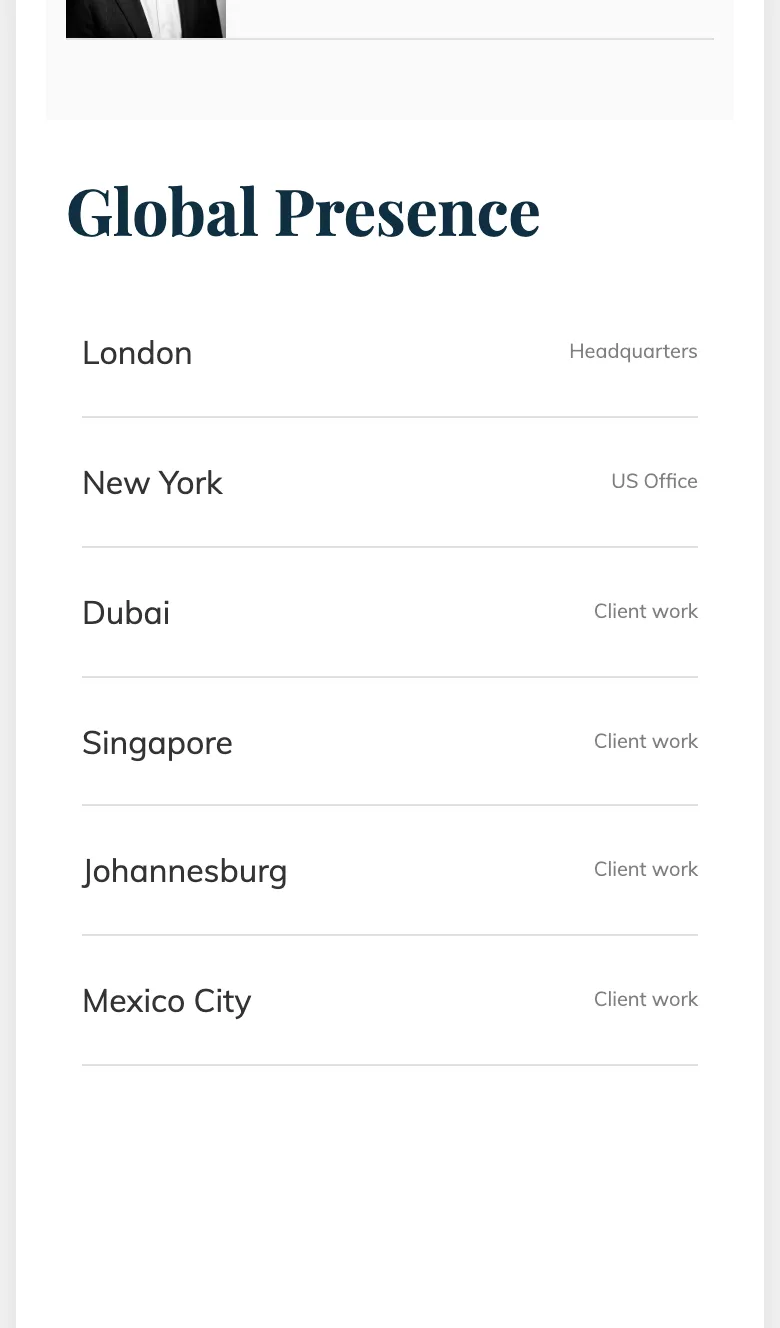 Global Presence
London Headquarters
New York US Office
Dubai Client work
Singapore Client work
Johannesburg Client work
Mexico City Client work